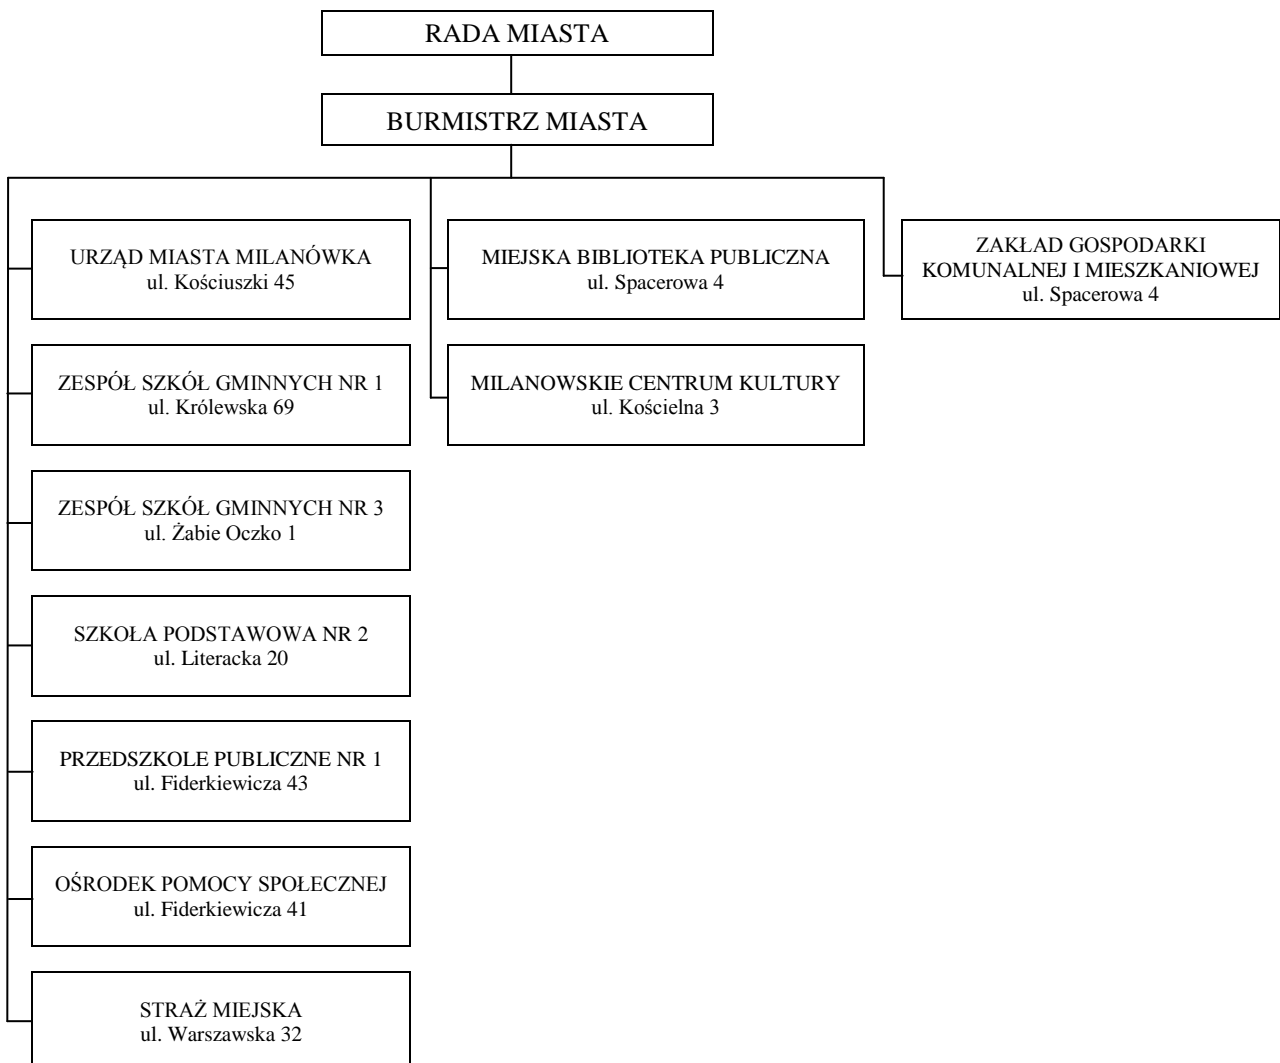 RADA MIASTA
BURMISTRZ MIASTA
URZĄD MIASTA MILANÓWKA
ul. Kościuszki 45
ZESPÓŁ SZKÓŁ GMINNYCH NR 1
ul. Królewska 69
ZESPÓŁ SZKÓŁ GMINNYCH NR 3
ul. Żabie Oczko 1
SZKOŁA PODSTAWOWA NR 2
ul. Literacka 20
PRZEDSZKOLE PUBLICZNE NR 1
ul. Fiderkiewicza 43
OŚRODEK POMOCY SPOŁECZNEJ
ul. Fiderkiewicza 41
STRAŻ MIEJSKA
ul. Warszawska 32
MIEJSKA BIBLIOTEKA PUBLICZNA
ul. Spacerowa 4
MILANOWSKIE CENTRUM KULTURY
ul. Kościelna 3
ZAKŁAD GOSPODARKI
KOMUNALNEJ I MIESZKANIOWEJ
ul. Spacerowa 4